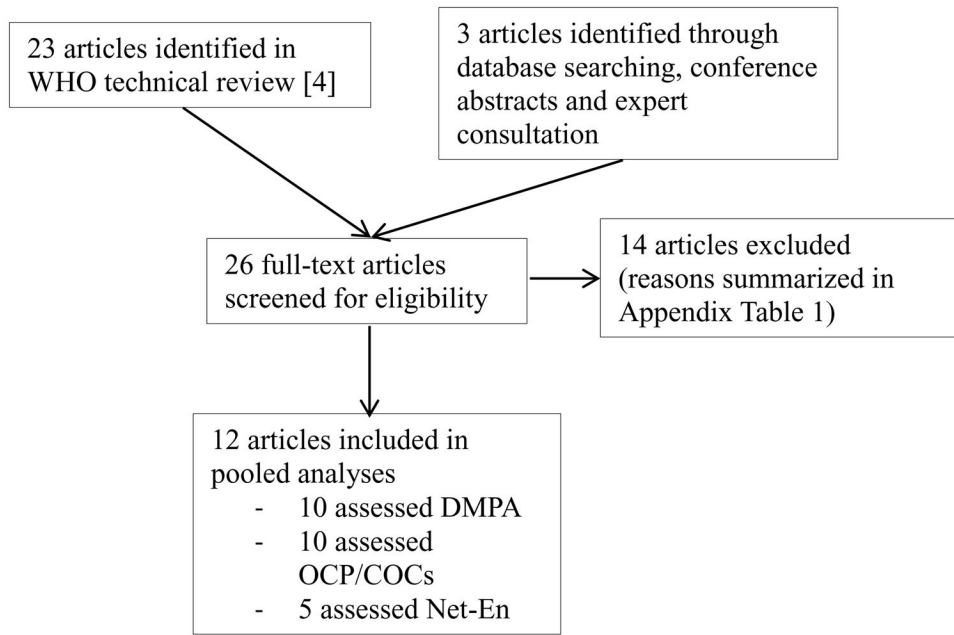 23 articles identified in
WHO technical review [4]
3 articles identified through
database searching, conference
abstracts and expert
consultation
26 full-text articles
screened for eligibility
14 articles excluded
(reasons summarized in
Appendix Table 1)
12 articles included in
pooled analyses
- 10 assessed DMPA
- 10 assessed
OCP/COCs
- 5 assessed Net-En